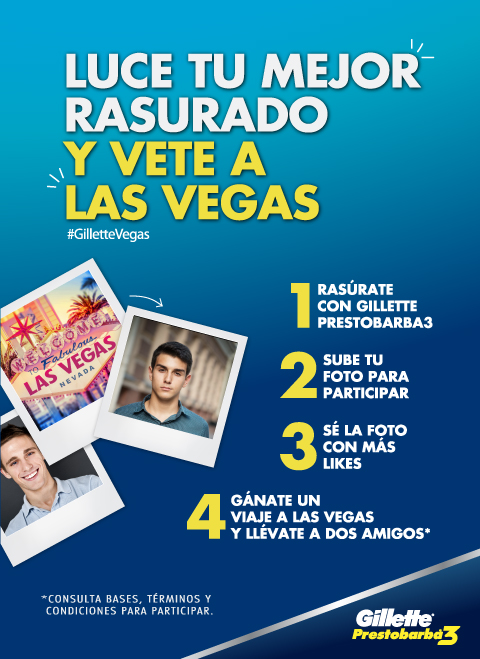 LUCE TU MEJOR
RASURADO
Y VETE A
LAS VEGAS
#GilletteVegas
WELCOME
TO Fabulous
LAS VEGAS
NEVADA
1 RASÚRATE
CON GILLETTE
PRESTOBARBA3
2 SUBE TU
FOTO PARA
PARTICIPAR
3 SÉ LA FOTO
CON MÁS
LIKES
4 GÁNATE UN
VIAJE A LAS VEGAS
Y LLÉVATE A DOS AMIGOS*
*CONSULTA BASES, TÉRMINOS Y
CONDICIONES PARA PARTICIPAR.
Gillette
Prestobarba3